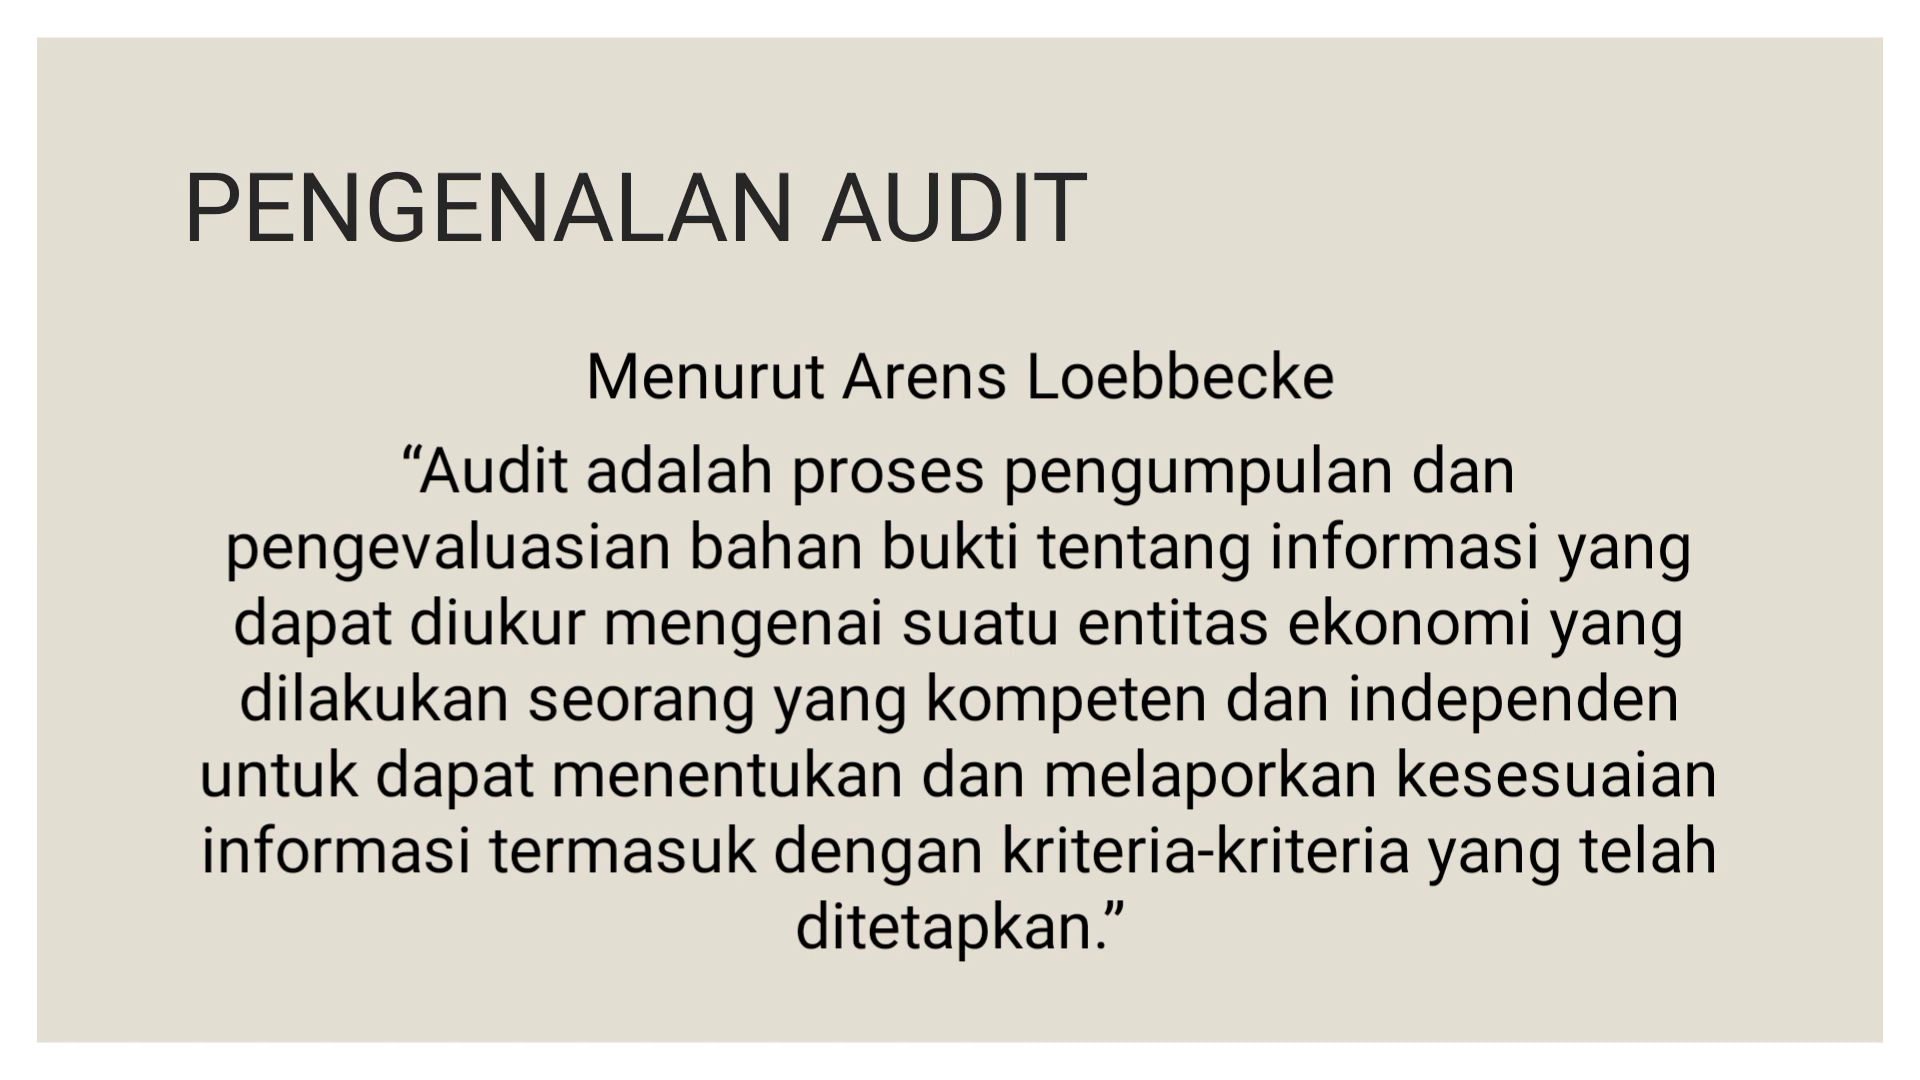 PENGENALAN AUDIT
Menurut Arens Loebbecke
“Audit adalah proses pengumpulan dan
pengevaluasian bahan bukti tentang informasi yang
dapat diukur mengenai suatu entitas ekonomi yang
dilakukan seorang yang kompeten dan independen
untuk dapat menentukan dan melaporkan kesesuaian
informasi termasuk dengan kriteria-kriteria yang telah
ditetapkan.”